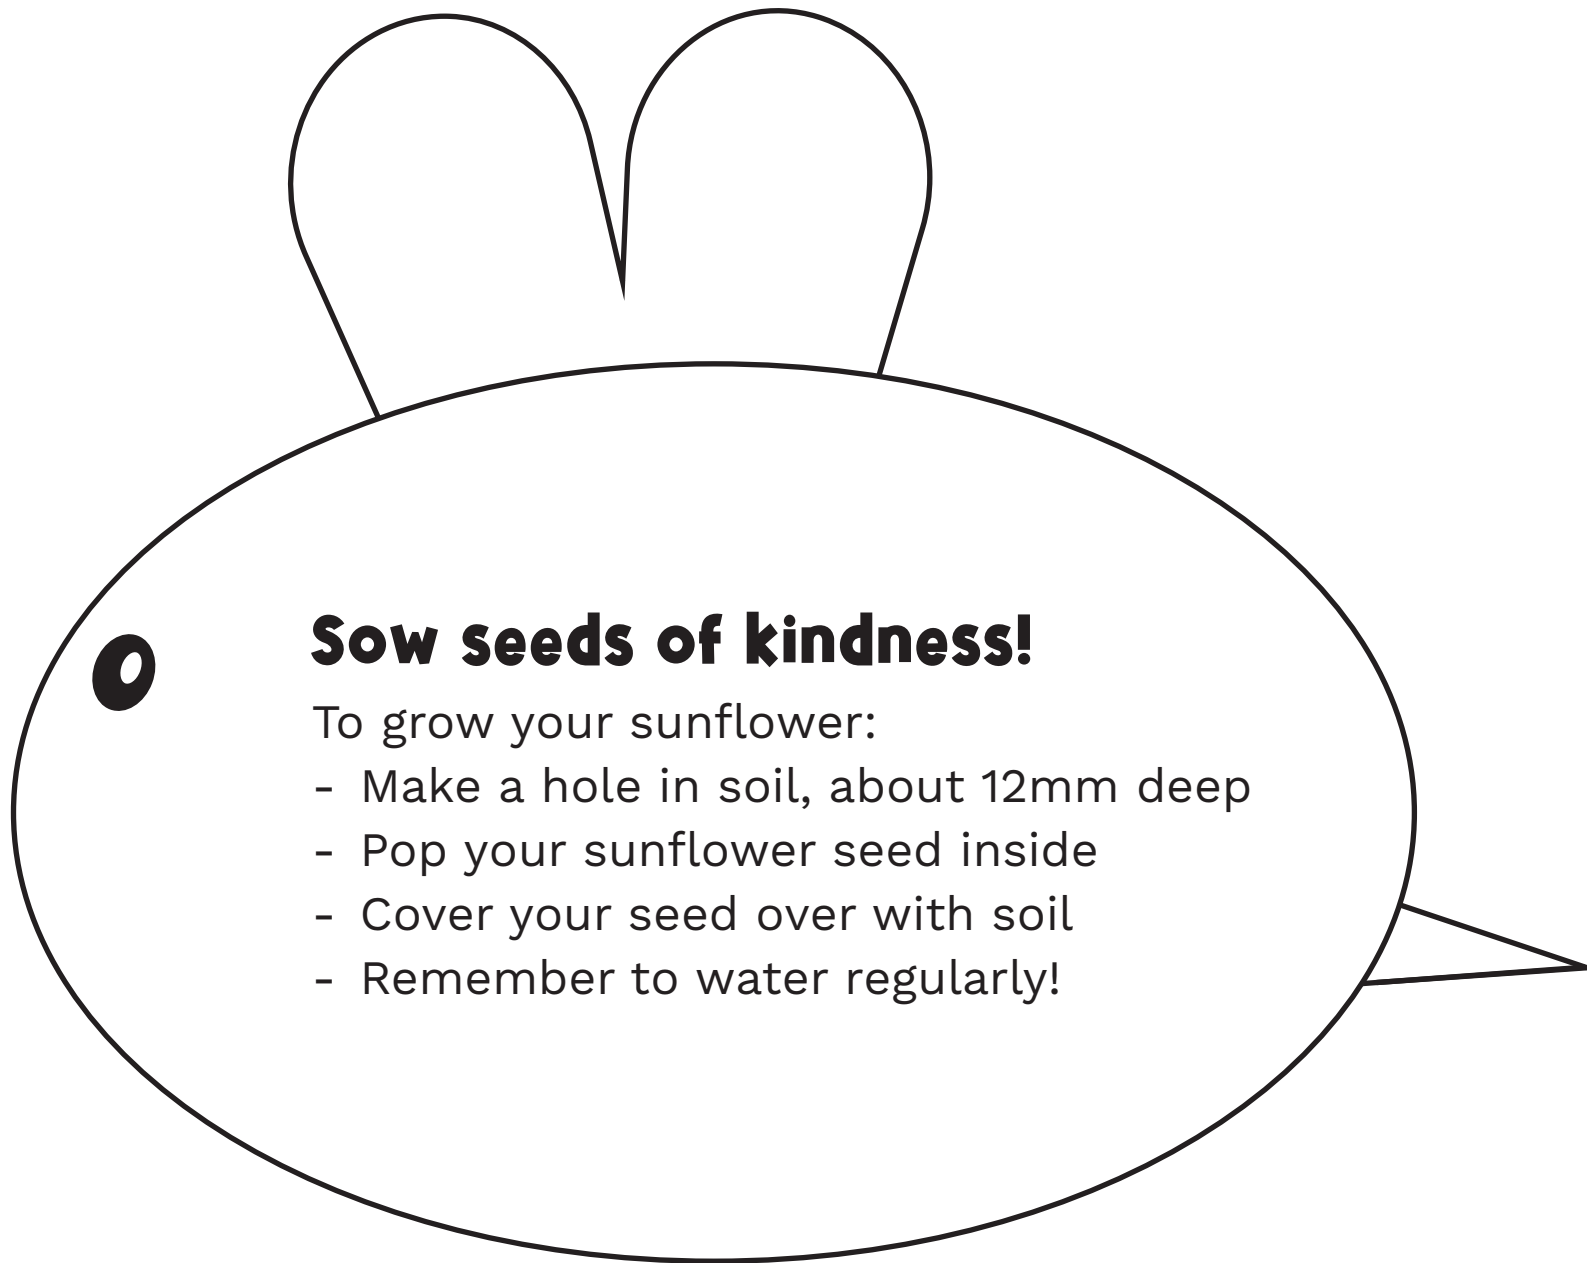 Sow seeds of kindness!
To grow your sunflower:
- Make a hole in soil, about 12mm deep
- Pop your sunflower seed inside
- Cover your seed over with soil
- Remember to water regularly!